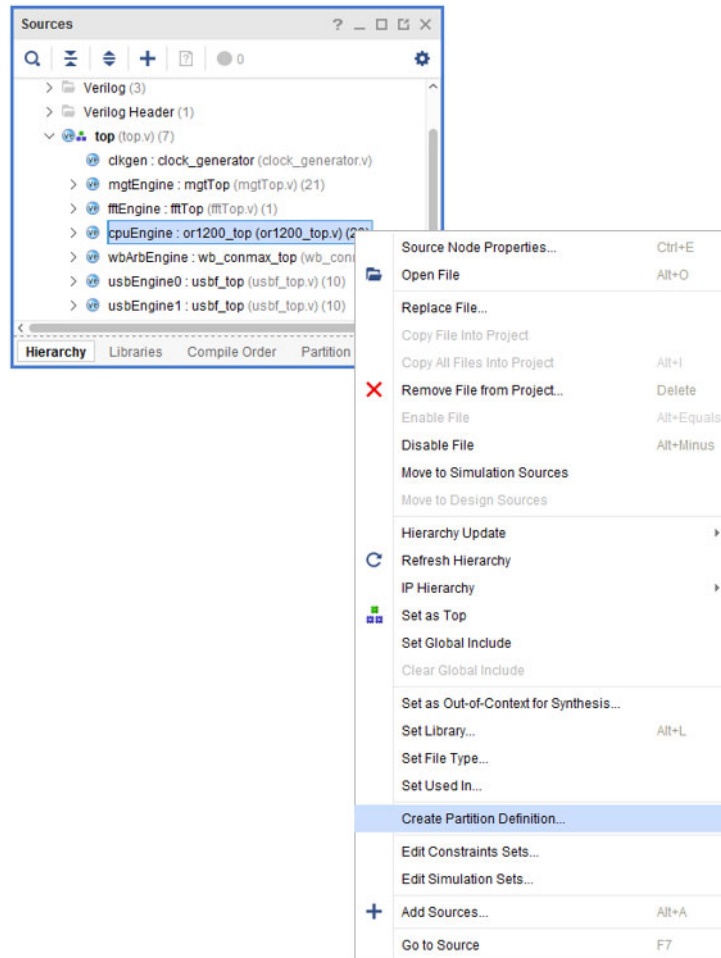 Sources
0
Verilog (3)
Verilog Header (1)
top (top.v) (7)
clkgen : clock_generator (clock_generator.v)
mgtEngine : mgtTop (mgtTop.v) (21)
fftEngine : fftTop (fftTop.v) (1)
cpuEngine : or1200_top (or1200_top.v)
wbArbEngine : wb_conmax_top
usbEngine0 : usbf_top (usbf_top.v) (10)
usbEngine1 : usbf_top (usbf_top.v) (10)
Hierarchy Libraries Compile Order Partition
Source Node Properties... Ctrl+E
Open File Alt+O
Replace File...
Copy File Into Project
Copy All Files Into Project Alt+I
Remove File from Project... Delete
Enable File Alt+Equals
Disable File Alt+Minus
Move to Simulation Sources
Move to Design Sources
Hierarchy Update
Refresh Hierarchy
IP Hierarchy
Set as Top
Set Global Include
Clear Global Include
Set as Out-of-Context for Synthesis...
Set Library... Alt+L
Set File Type...
Set Used In...
Create Partition Definition...
Edit Constraints Sets...
Edit Simulation Sets...
Add Sources... Alt+A
Go to Source F7